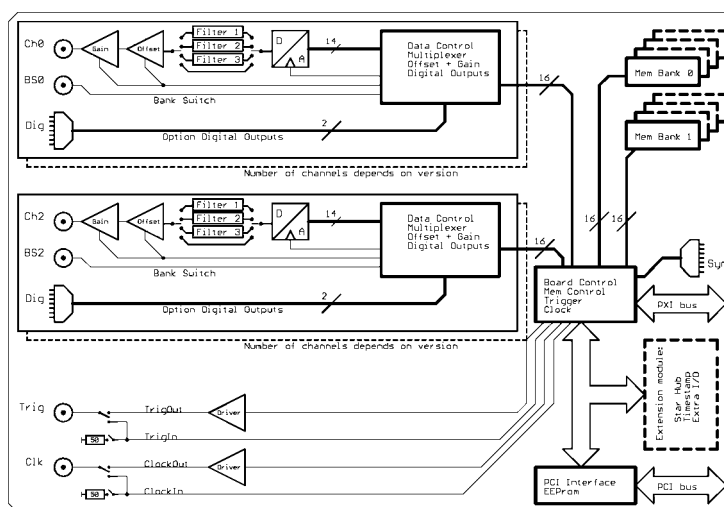 Ch0
Gain
Offset
Filter 1
Filter 2
Filter 3
D
A
14
Data Control
Multiplexer
Offset + Gain
Digital Outputs
16
Mem Bank 0
BS0
Bank Switch
Dig
2
Option Digital Outputs
Mem Bank 1
Number of channels depends on version
Ch2
Gain
Offset
Filter 1
Filter 2
Filter 3
D
A
14
Data Control
Multiplexer
Offset + Gain
Digital Outputs
16
16
16
BS2
Bank Switch
Syn
Dig
2
Option Digital Outputs
Board Control
Mem Control
Trigger
Clock
PXI bus
Number of channels depends on version
Extension module:
Star Hub
Timestamp
Extra I/O
Trig
TrigOut
Driver
50
TrigIn
Clk
ClockOut
Driver
50
ClockIn
PCI Interface
EEProm
PCI bus